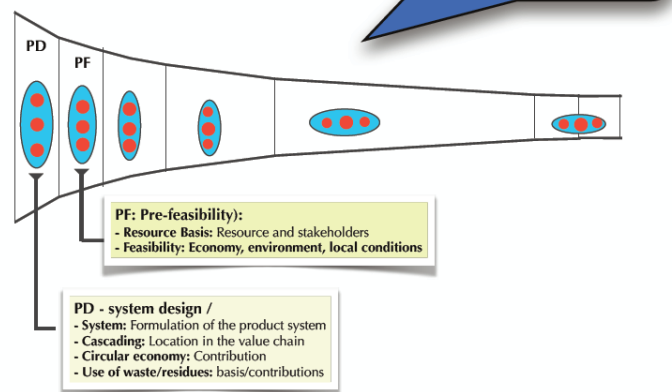 PD
PF
PF: Pre-feasibility):
- Resource Basis: Resource and stakeholders
- Feasibility: Economy, environment, local conditions
PD - system design /
- System: Formulation of the product system
- Cascading: Location in the value chain
- Circular economy: Contribution
- Use of waste/residues: basis/contributions